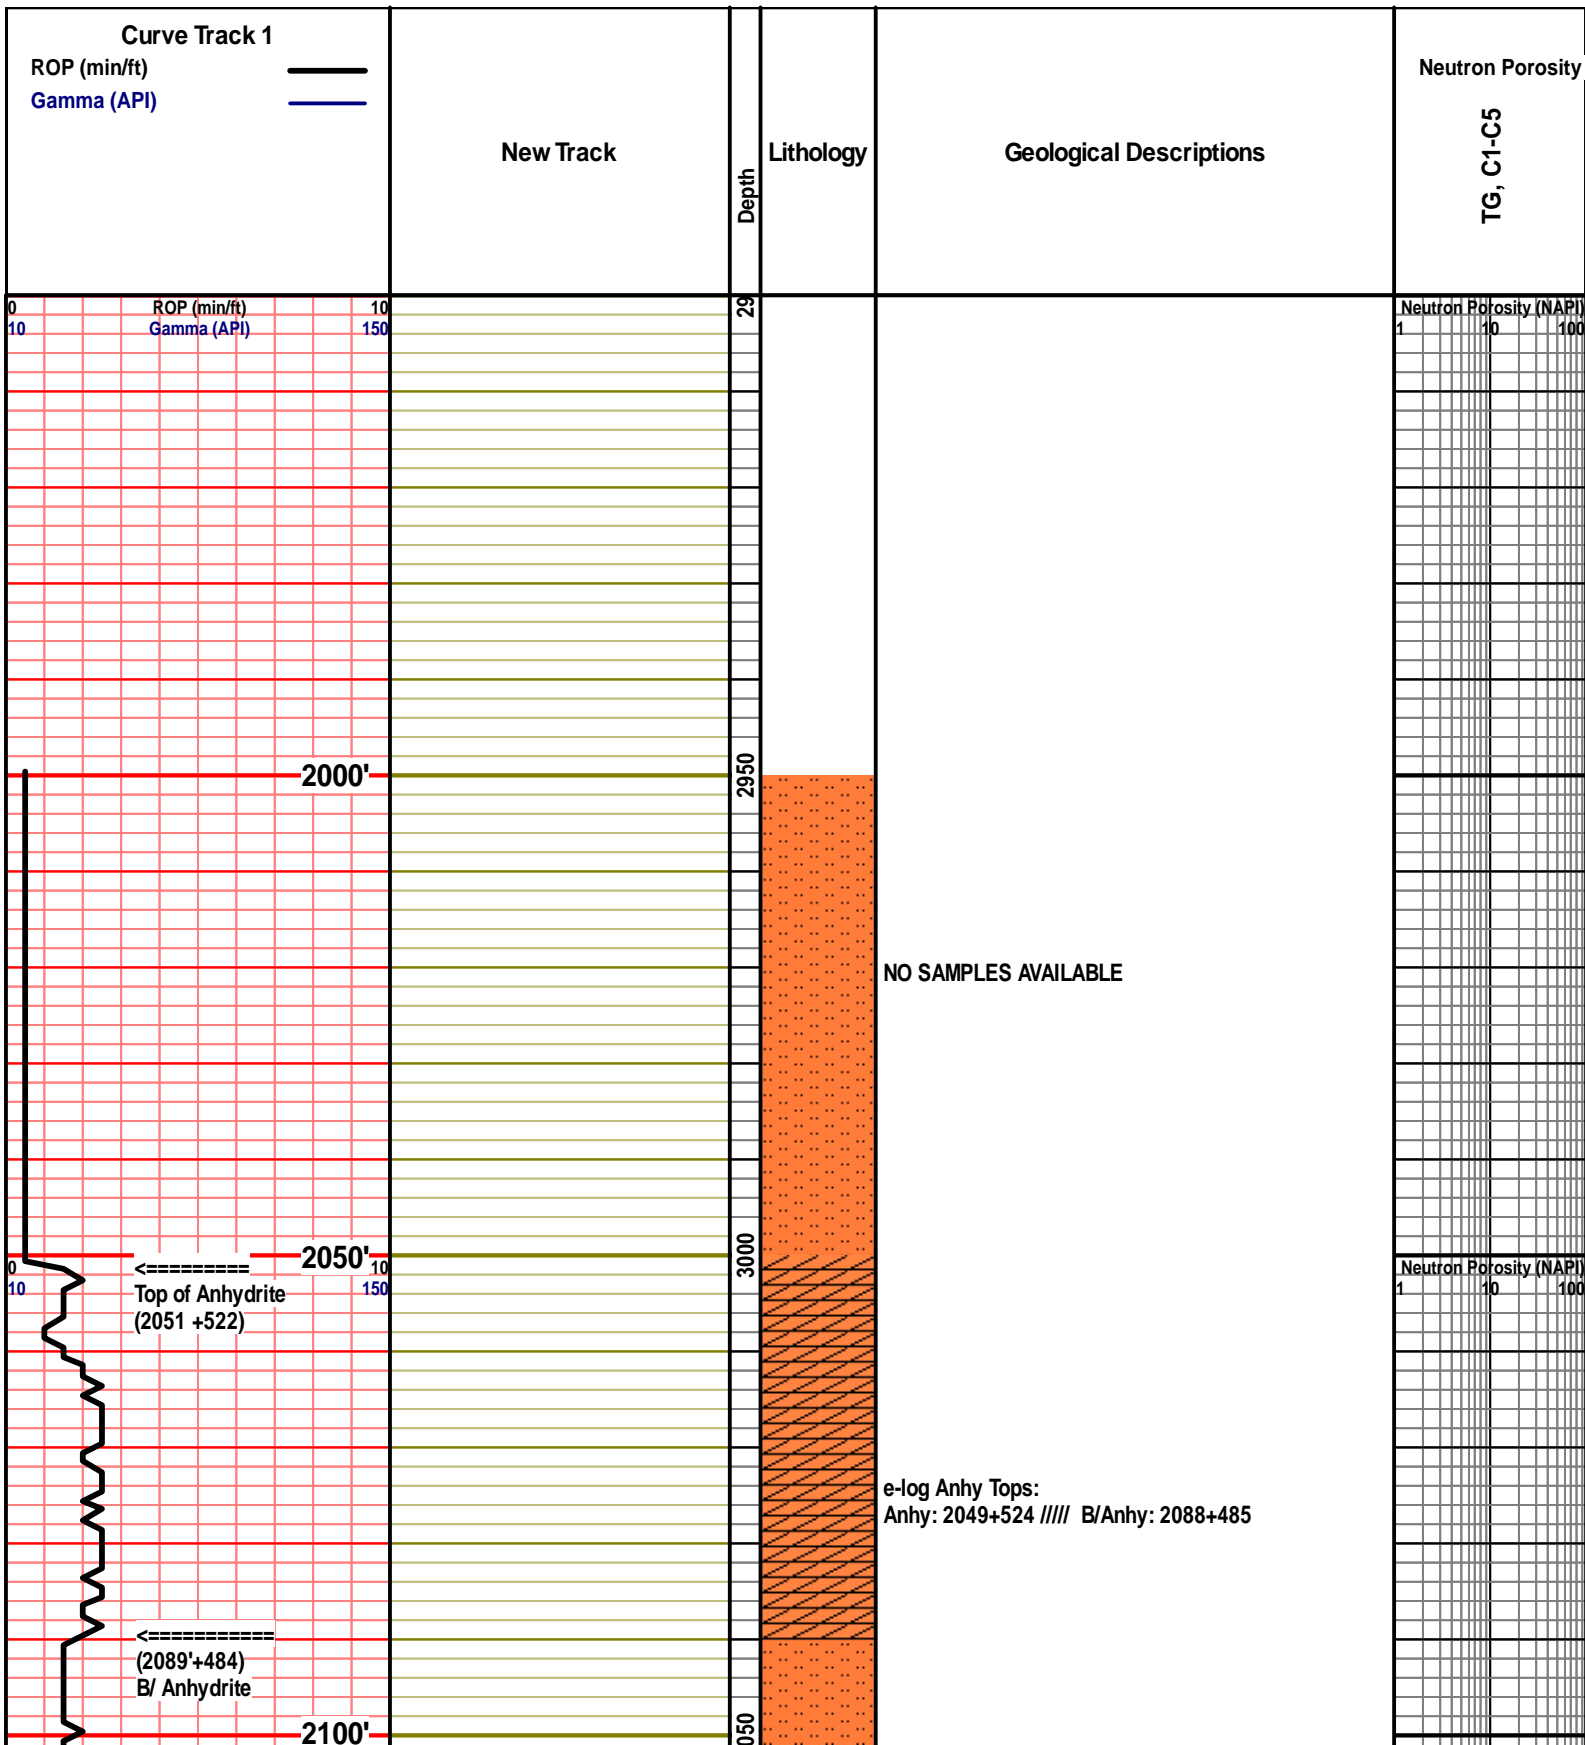 Curve Track 1
ROP (min/ft)
Gamma (API)
New Track
Depth
Lithology
Geological Descriptions
Neutron Porosity
TG, C1-C5
0 ROP (min/ft) 10
10 Gamma (API) 150
29
Neutron Porosity (NAPI)
1 10 100
2000'
2950
NO SAMPLES AVAILABLE
2050'
3000
0 10
10 150
<=========
Top of Anhydrite
(2051 +522)
Neutron Porosity (NAPI)
1 10 100
e-log Anhy Tops:
Anhy: 2049+524 ///// B/Anhy: 2088+485
<===========
(2089'+484)
B/ Anhydrite
2100'
050